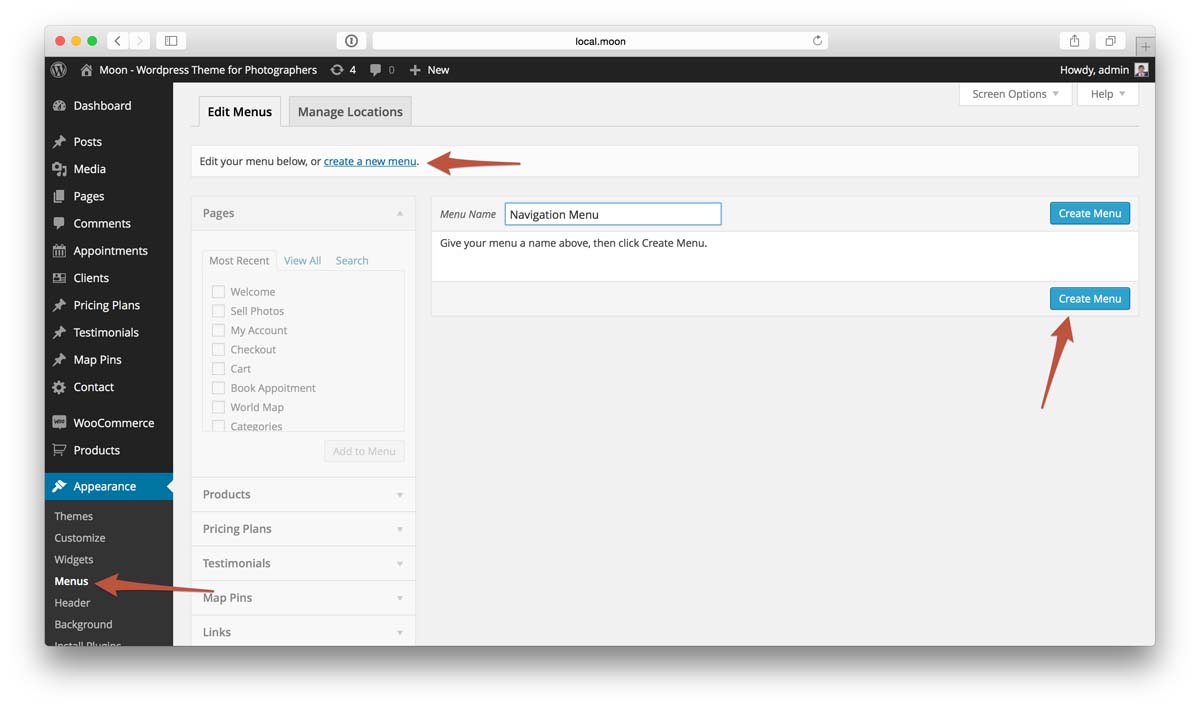 local.moon
Moon - Wordpress Theme for Photographers 4 0 New Howdy, admin
Dashboard
Posts
Media
Pages
Comments
Appointments
Clients
Pricing Plans
Testimonials
Map Pins
Contact
WooCommerce
Products
Appearance
Themes
Customize
Widgets
Menus
Header
Background
Install Plugins
Screen Options Help
Edit Menus Manage Locations
Edit your menu below, or create a new menu.
Pages
Most Recent View All Search
Welcome
Sell Photos
My Account
Checkout
Cart
Book Appoitment
World Map
Categories
Add to Menu
Products
Pricing Plans
Testimonials
Map Pins
Links
Menu Name Navigation Menu Create Menu
Give your menu a name above, then click Create Menu.
Create Menu